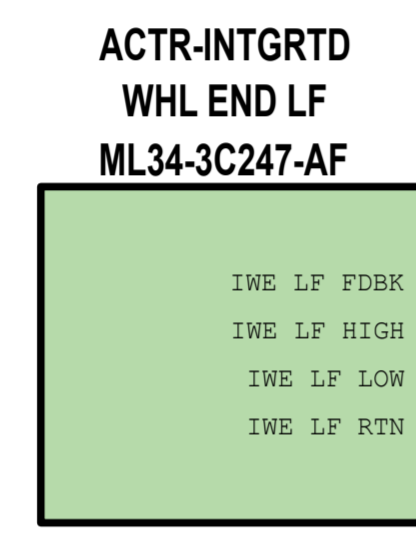 ACTR-INTGRTD
WHL END LF
ML34-3C247-AF
IWE LF FDBK
IWE LF HIGH
IWE LF LOW
IWE LF RTN